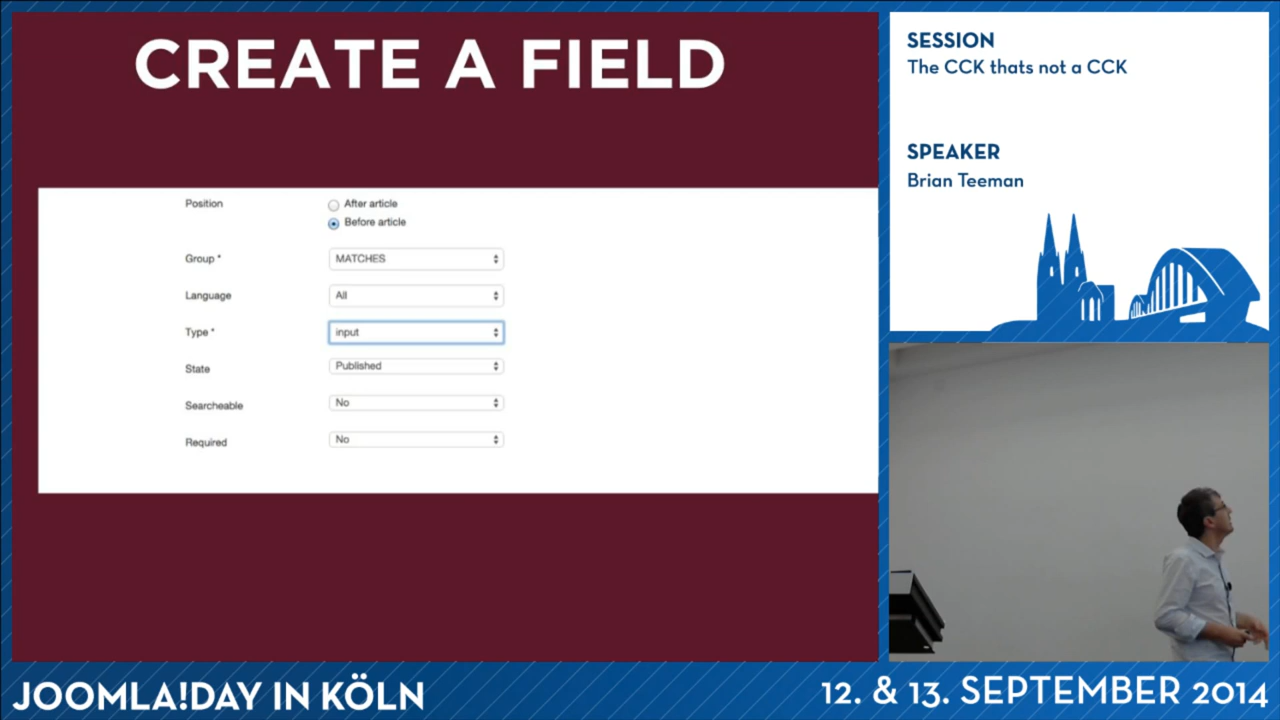 CREATE A FIELD
Position
After article
Before article
Group *
MATCHES
Language
All
Type *
input
State
Published
Searcheable
No
Required
No
SESSION
The CCK thats not a CCK
SPEAKER
Brian Teeman
JOOMLA!DAY IN KÖLN
12. & 13. SEPTEMBER 2014